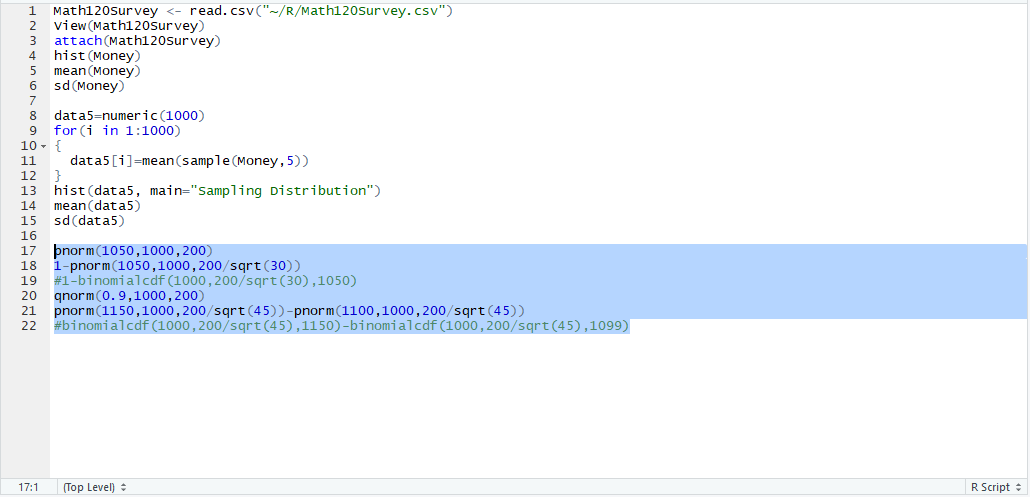 1 Math120Survey <- read.csv("~/R/Math120Survey.csv")
2 View(Math120Survey)
3 attach(Math120Survey)
4 hist(Money)
5 mean(Money)
6 sd(Money)
7
8 data5=numeric(1000)
9 for(i in 1:1000)
10 {
11   data5[i]=mean(sample(Money,5))
12 }
13 hist(data5, main="Sampling Distribution")
14 mean(data5)
15 sd(data5)
16
17 pnorm(1050,1000,200)
18 1-pnorm(1050,1000,200/sqrt(30))
19 #1-binomialcdf(1000,200/sqrt(30),1050)
20 qnorm(0.9,1000,200)
21 pnorm(1150,1000,200/sqrt(45))-pnorm(1100,1000,200/sqrt(45))
22 #binomialcdf(1000,200/sqrt(45),1150)-binomialcdf(1000,200/sqrt(45),1099)
17:1 (Top Level) R Script